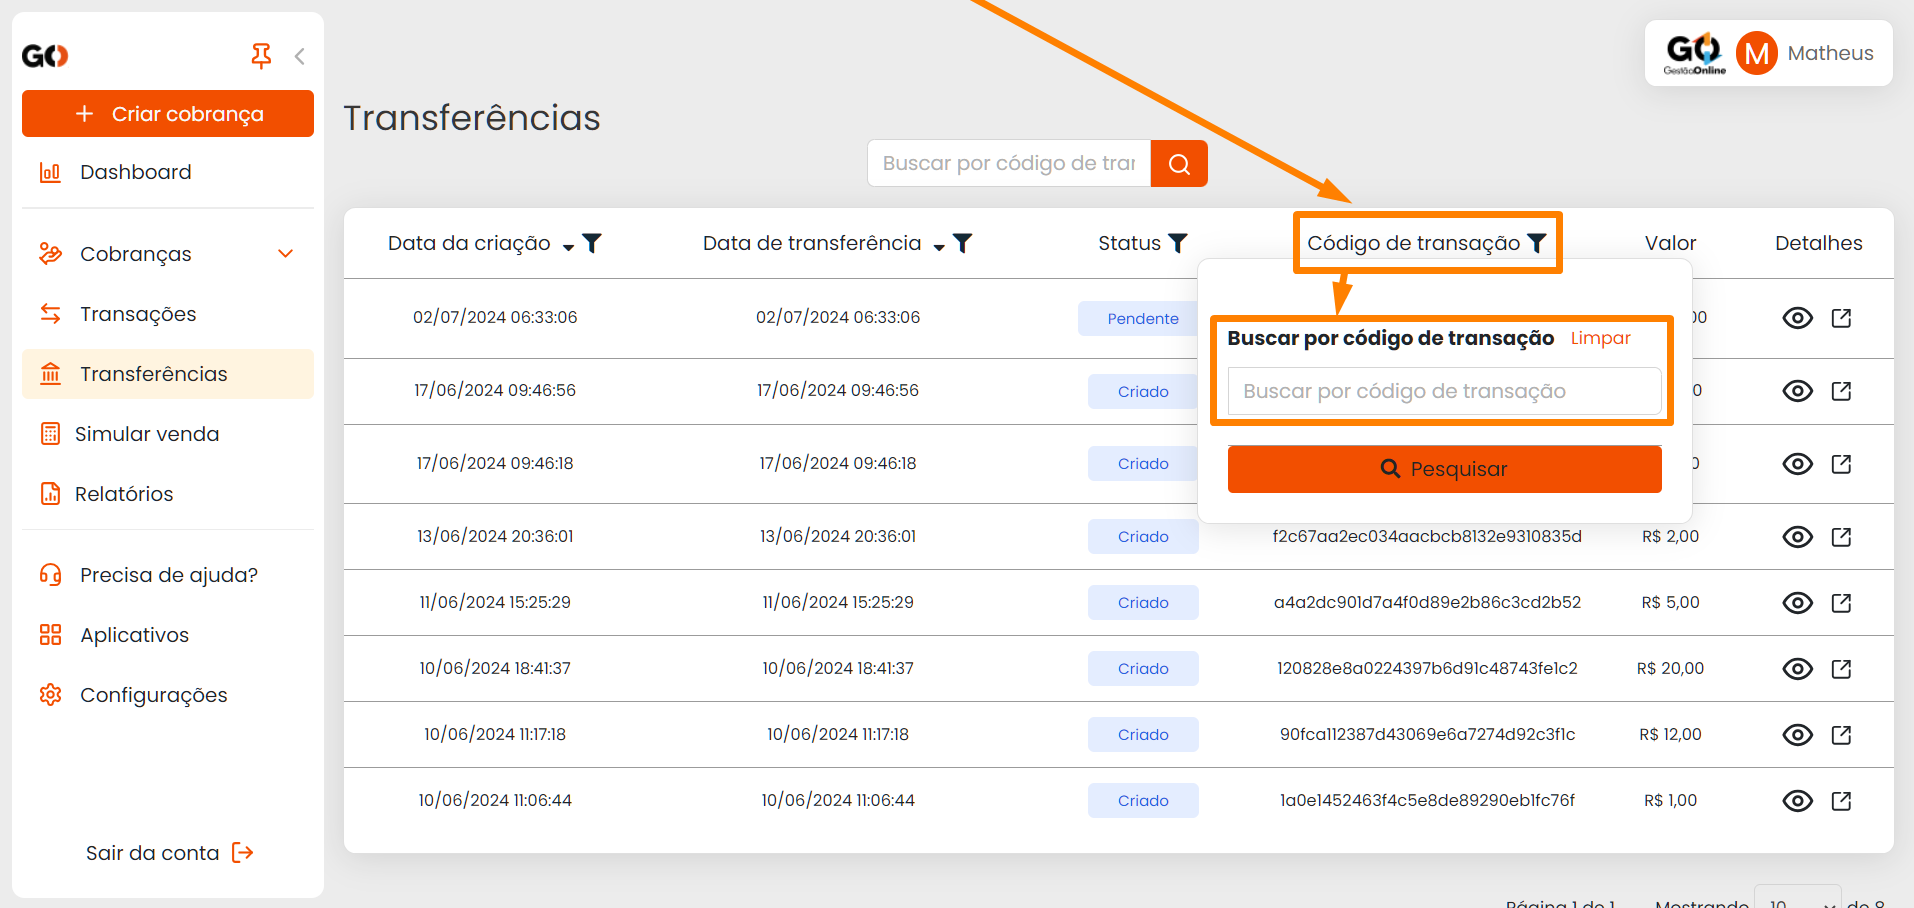 GO
+ Criar cobrança
Dashboard
Cobranças
Transações
Transferências
Simular venda
Relatórios
Precisa de ajuda?
Aplicativos
Configurações
Sair da conta
GO
GestãoOnline
M
Matheus
Transferências
Buscar por código de trar
Data da criação Data de transferência Status Código de transação Valor Detalhes
02/07/2024 06:33:06 02/07/2024 06:33:06 Pendente 00
17/06/2024 09:46:56 17/06/2024 09:46:56 Criado 0
17/06/2024 09:46:18 17/06/2024 09:46:18 Criado 0
Buscar por código de transação Limpar
Buscar por código de transação
Pesquisar
13/06/2024 20:36:01 13/06/2024 20:36:01 Criado f2c67aa2ec034aacbcb8132e9310835d R$ 2,00
11/06/2024 15:25:29 11/06/2024 15:25:29 Criado a4a2dc901d7a4f0d89e2b86c3cd2b52 R$ 5,00
10/06/2024 18:41:37 10/06/2024 18:41:37 Criado 120828e8a0224397b6d91c48743fe1c2 R$ 20,00
10/06/2024 11:17:18 10/06/2024 11:17:18 Criado 90fca112387d43069e6a7274d92c3f1c R$ 12,00
10/06/2024 11:06:44 10/06/2024 11:06:44 Criado 1a0e1452463f4c5e8de89290eb1fc76f R$ 1,00
Página 1 de 1 Mostrando 10 de 8